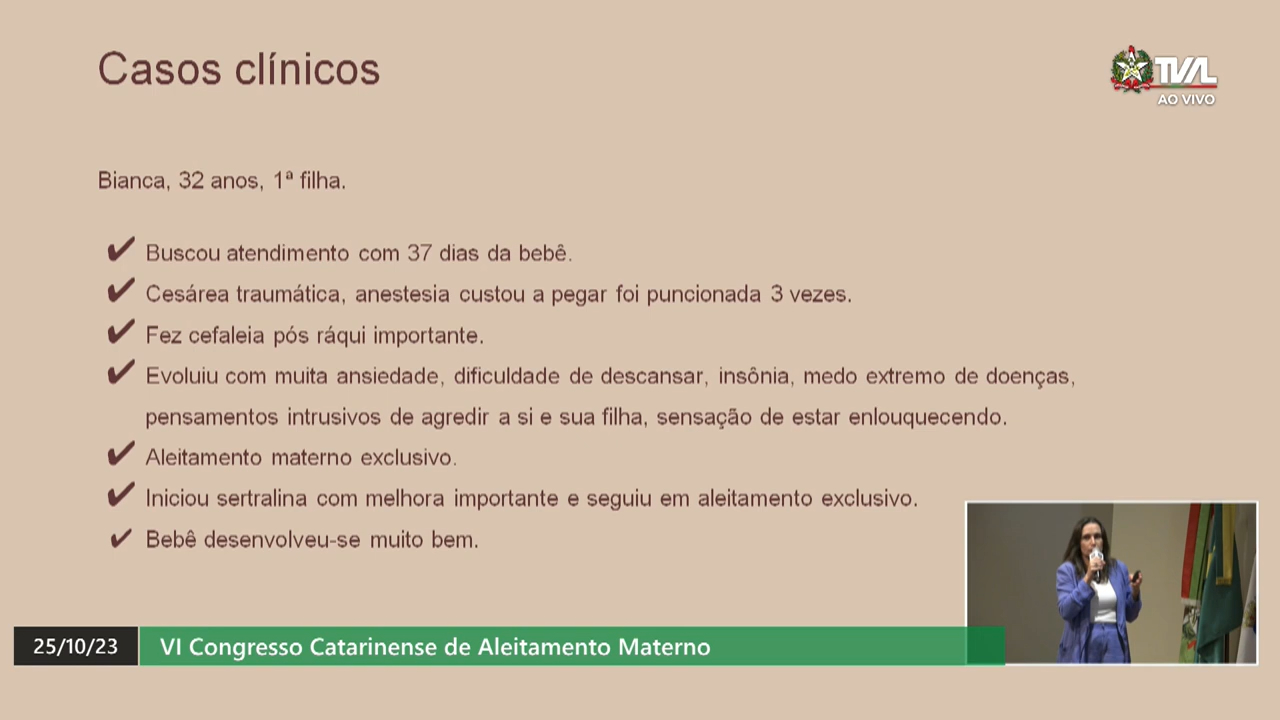 Casos clínicos
TVAL
AO VIVO
Bianca, 32 anos, 1ª filha.
✔ Buscou atendimento com 37 dias da bebê.
✔ Cesárea traumática, anestesia custou a pegar foi puncionada 3 vezes.
✔ Fez cefaleia pós ráqui importante.
✔ Evoluiu com muita ansiedade, dificuldade de descansar, insônia, medo extremo de doenças,
pensamentos intrusivos de agredir a si e sua filha, sensação de estar enlouquecendo.
✔ Aleitamento materno exclusivo.
✔ Iniciou sertralina com melhora importante e seguiu em aleitamento exclusivo.
✔ Bebê desenvolveu-se muito bem.
25/10/23 VI Congresso Catarinense de Aleitamento Materno